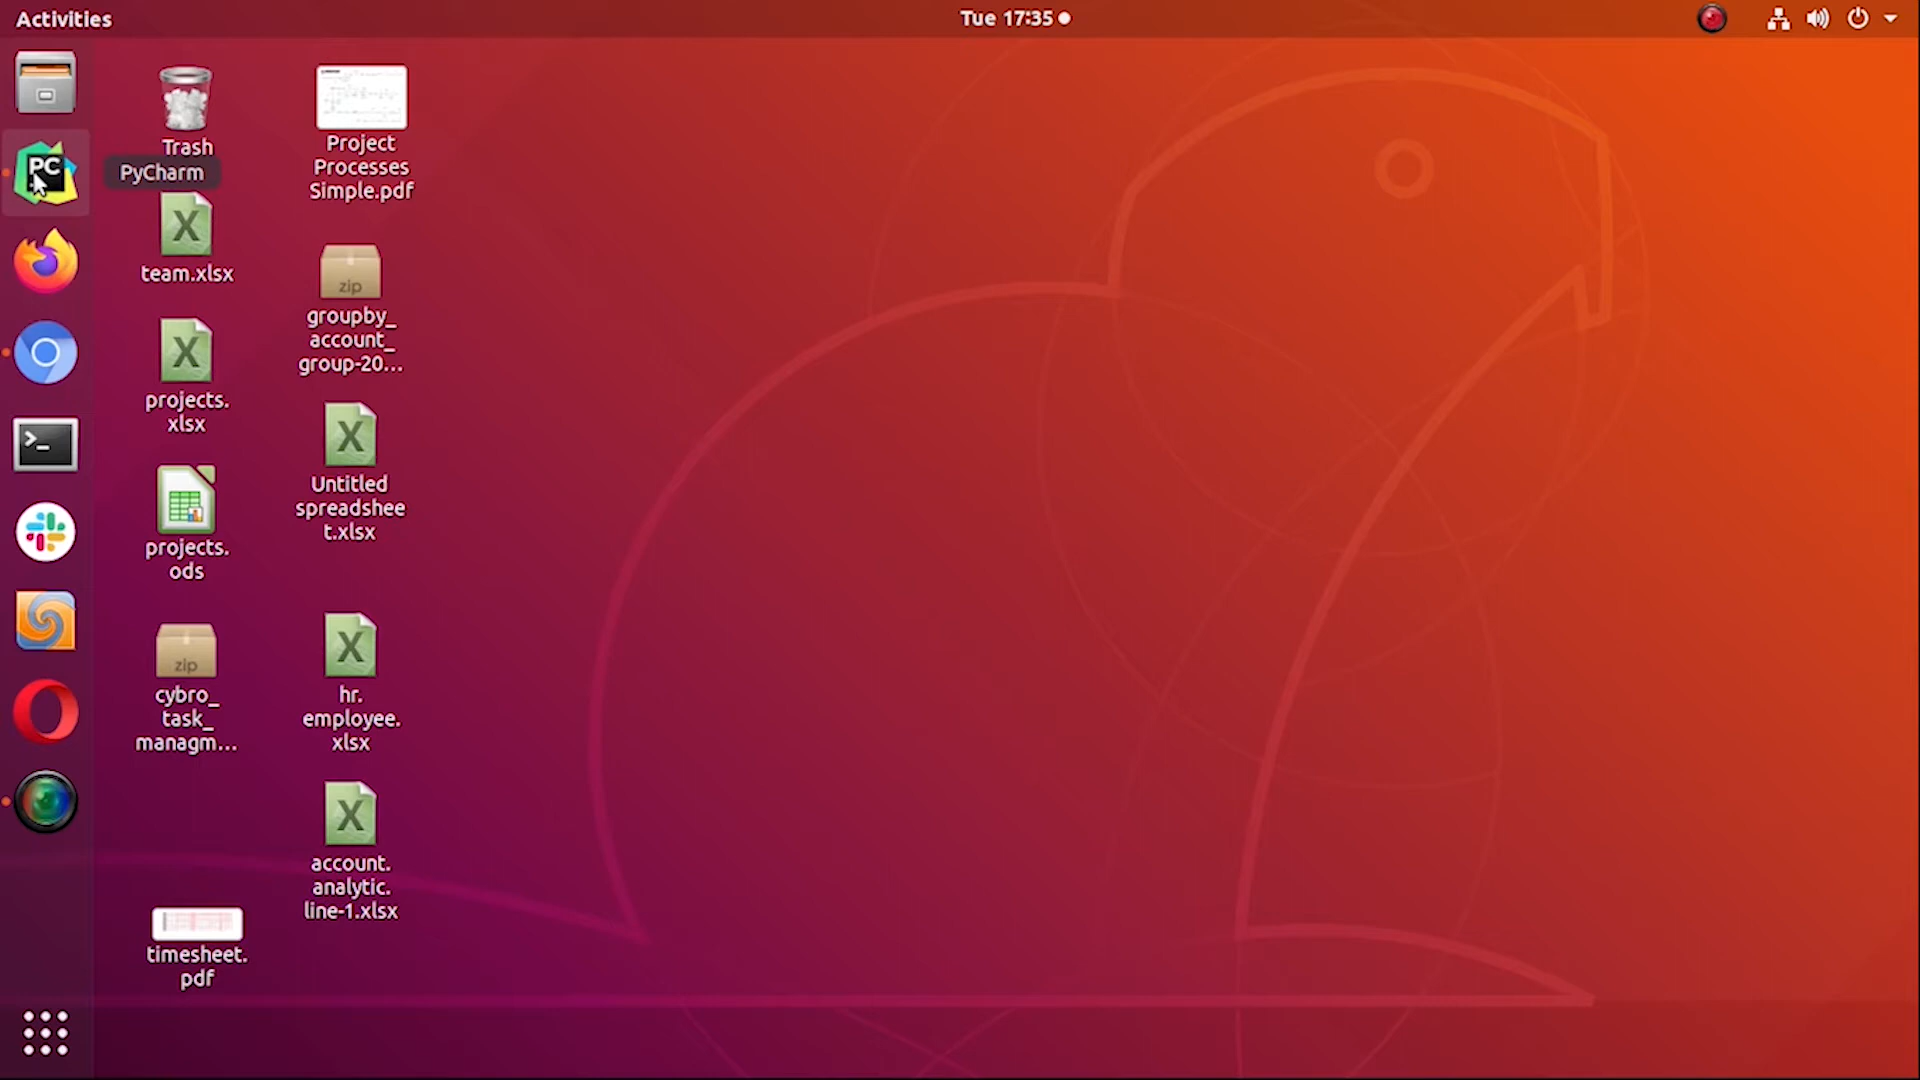 Activities
Tue 17:35
PC
Trash
PyCharm
X
team.xlsx
X
projects.
xlsx
projects.
ods
zip
cybro_
task_
managm...
timesheet.
pdf
Project
Processes
Simple.pdf
zip
groupby_
account_
group-20...
X
Untitled
spreadshee
t.xlsx
X
hr.
employee.
xlsx
X
account.
analytic.
line-1.xlsx
>_